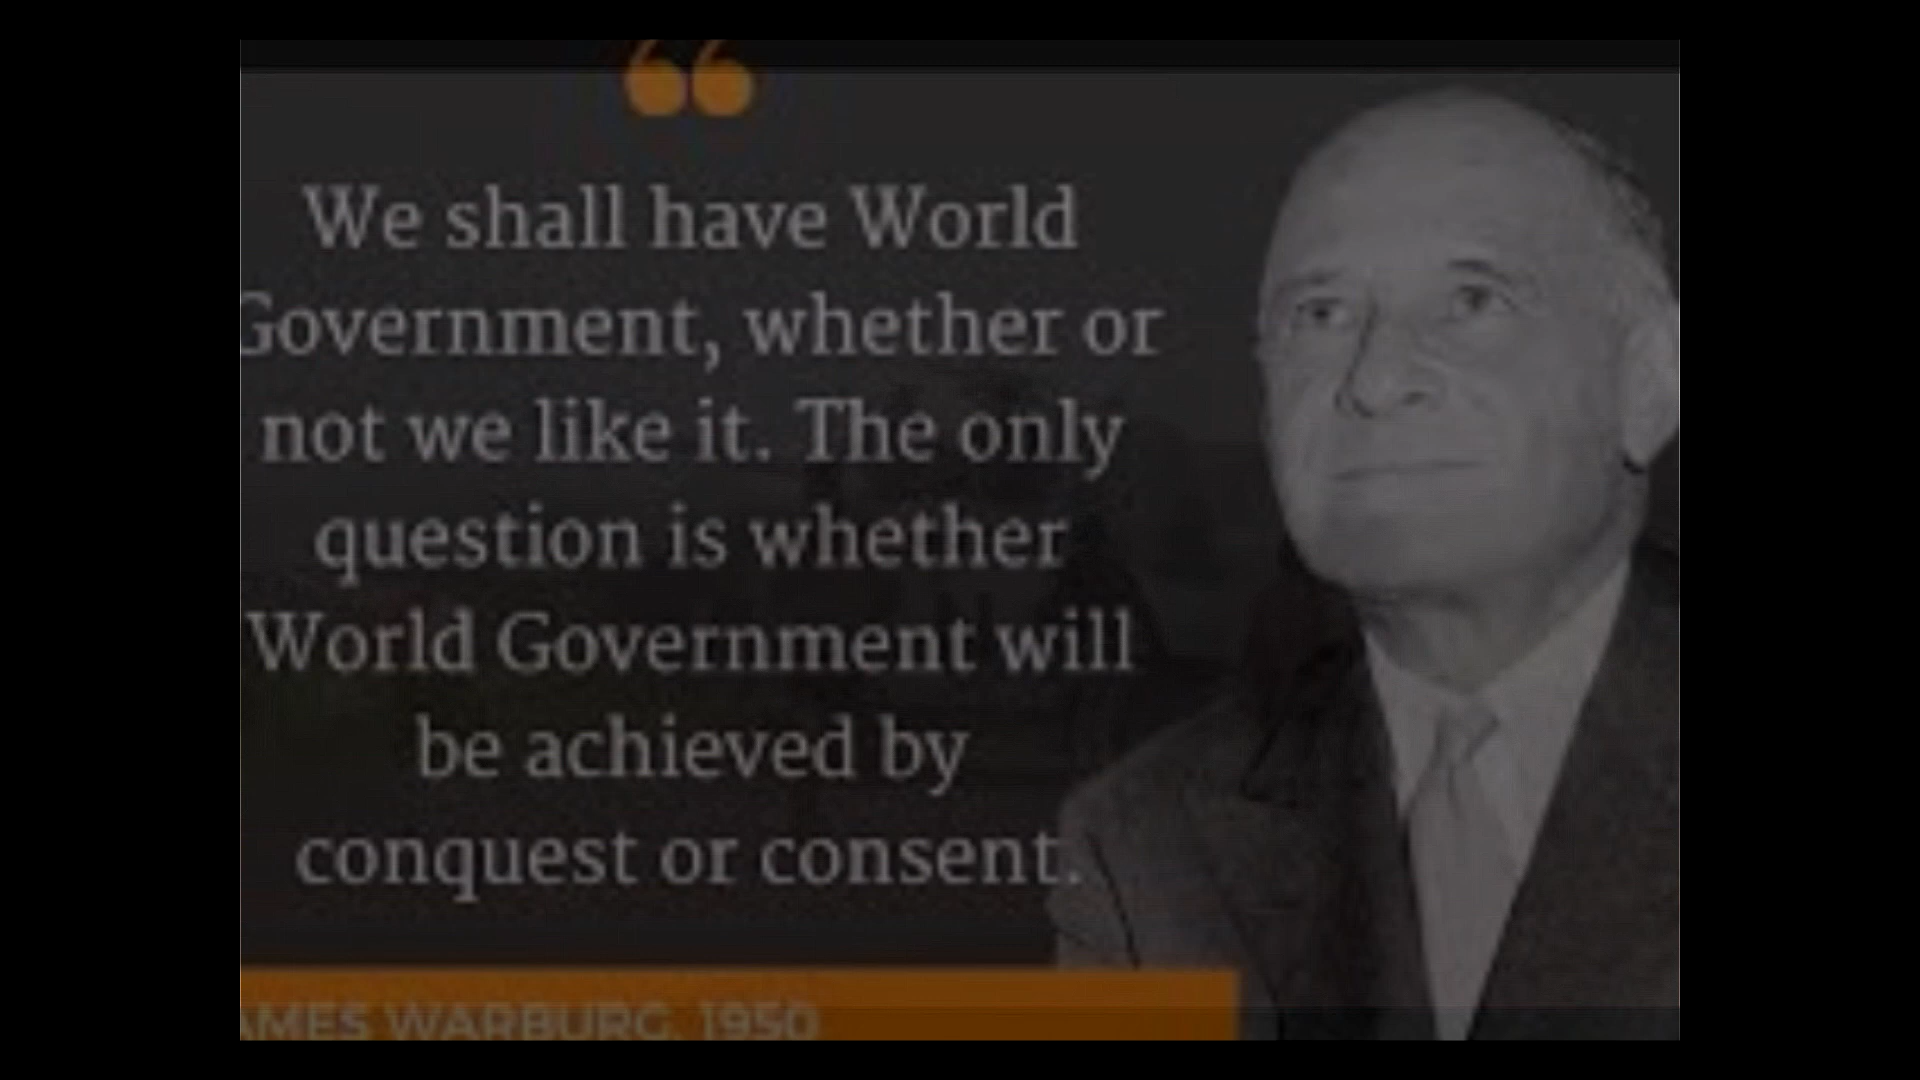 “
We shall have World
Government, whether or
not we like it. The only
question is whether
World Government will
be achieved by
conquest or consent.
AMES WARBURG, 1950